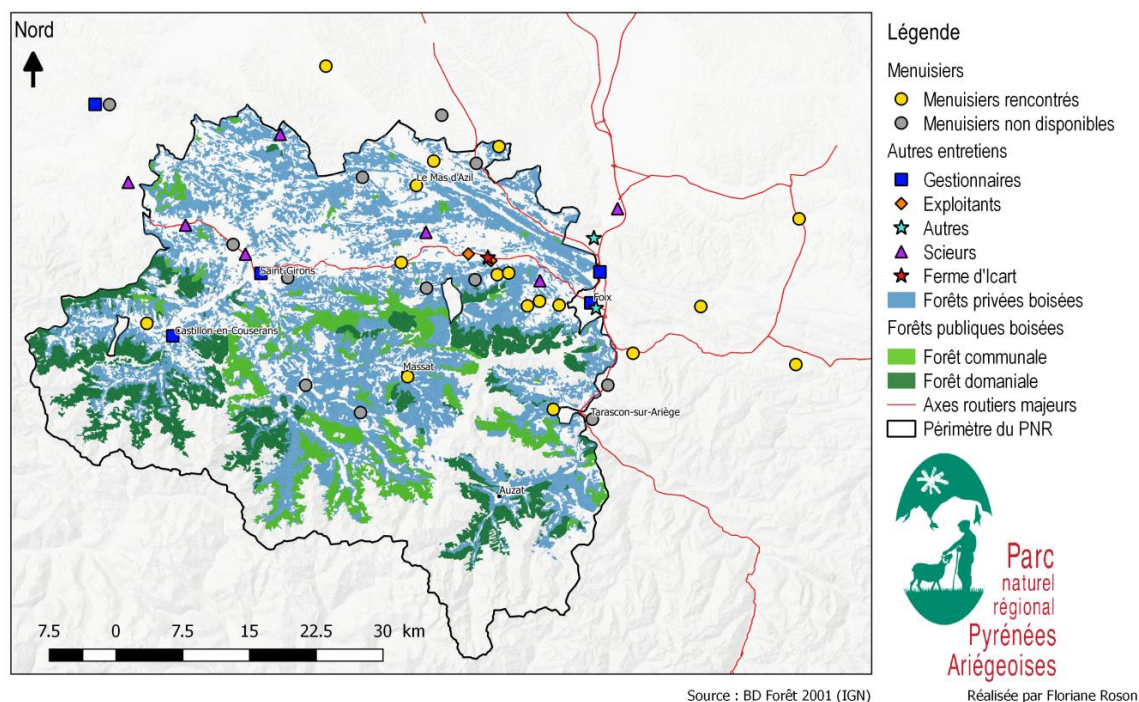 Nord
Le Mas d'Azil
Saint-Girons
Foix
Castillon-en-Couserans
Massat
Tarascon-sur-Ariège
Auzat
7.5 0 7.5 15 22.5 30 km
Légende
Menuisiers
Menuisiers rencontrés
Menuisiers non disponibles
Autres entretiens
Gestionnaires
Exploitants
Autres
Scieurs
Ferme d'Icart
Forêts privées boisées
Forêts publiques boisées
Forêt communale
Forêt domaniale
Axes routiers majeurs
Périmètre du PNR
Parc
naturel
régional
Pyrénées
Ariégeoises
Source : BD Forêt 2001 (IGN)
Réalisée par Floriane Roson